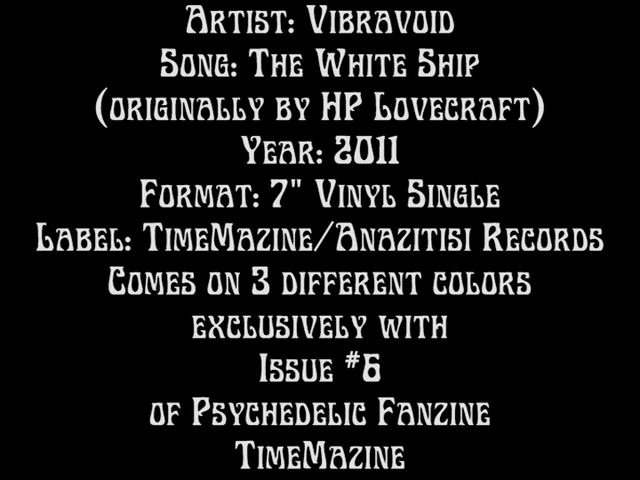 Artist: Vibravoid
Song: The White Ship
(originally by HP Lovecraft)
Year: 2011
Format: 7" Vinyl Single
Label: TimeMazine/Anazitisi Records
Comes on 3 different colors
exclusively with
Issue #6
of Psychedelic Fanzine
TimeMazine